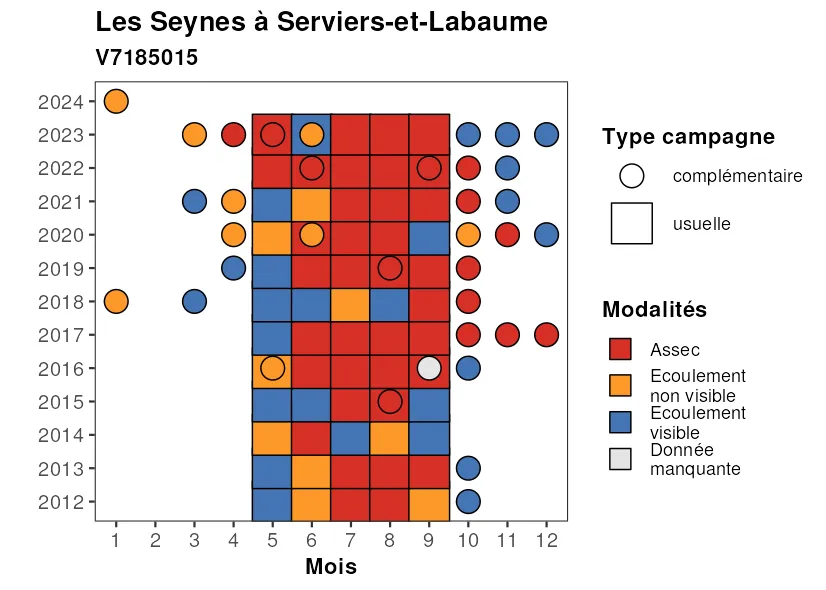 Les Seynes à Serviers-et-Labaume
V7185015
2024
2023
2022
2021
2020
2019
2018
2017
2016
2015
2014
2013
2012
1 2 3 4 5 6 7 8 9 10 11 12
Mois
Type campagne
complémentaire
usuelle
Modalités
Assec
Ecoulement
non visible
Ecoulement
visible
Donnée
manquante